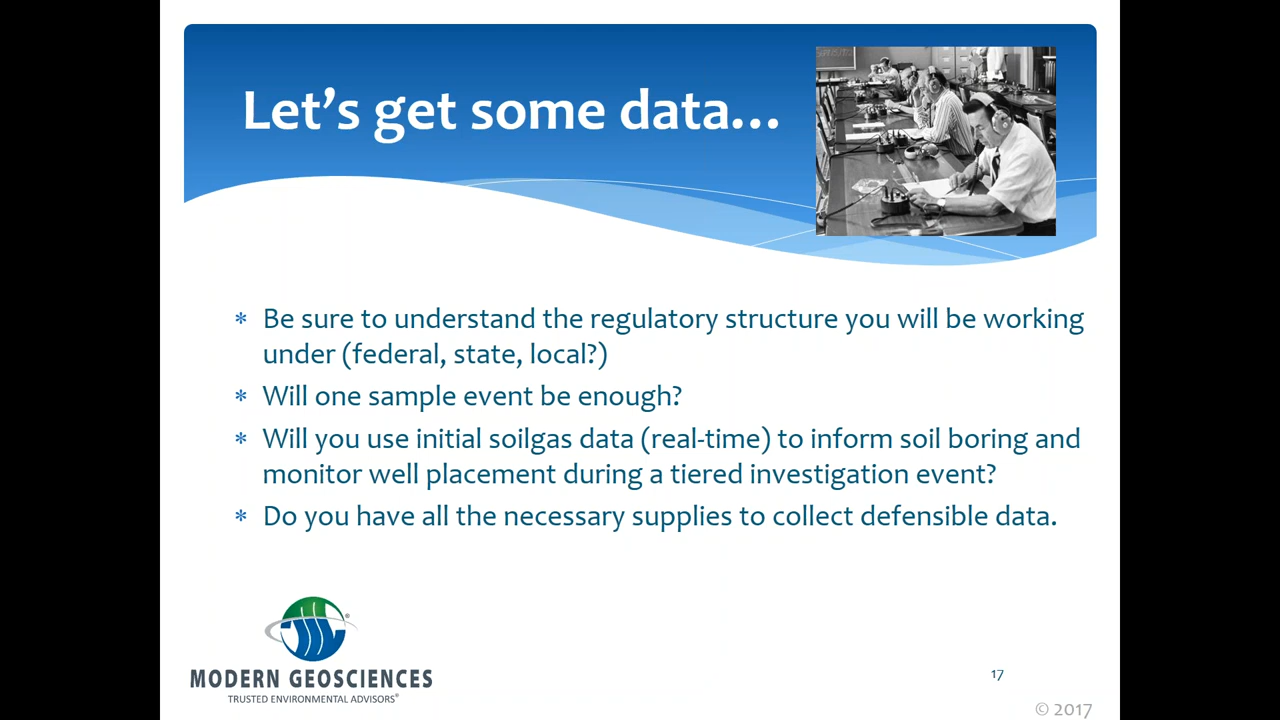 Let's get some data...
* Be sure to understand the regulatory structure you will be working
under (federal, state, local?)
* Will one sample event be enough?
* Will you use initial soilgas data (real-time) to inform soil boring and
monitor well placement during a tiered investigation event?
* Do you have all the necessary supplies to collect defensible data.
MODERN GEOSCIENCES
TRUSTED ENVIRONMENTAL ADVISORS®
17
© 2017